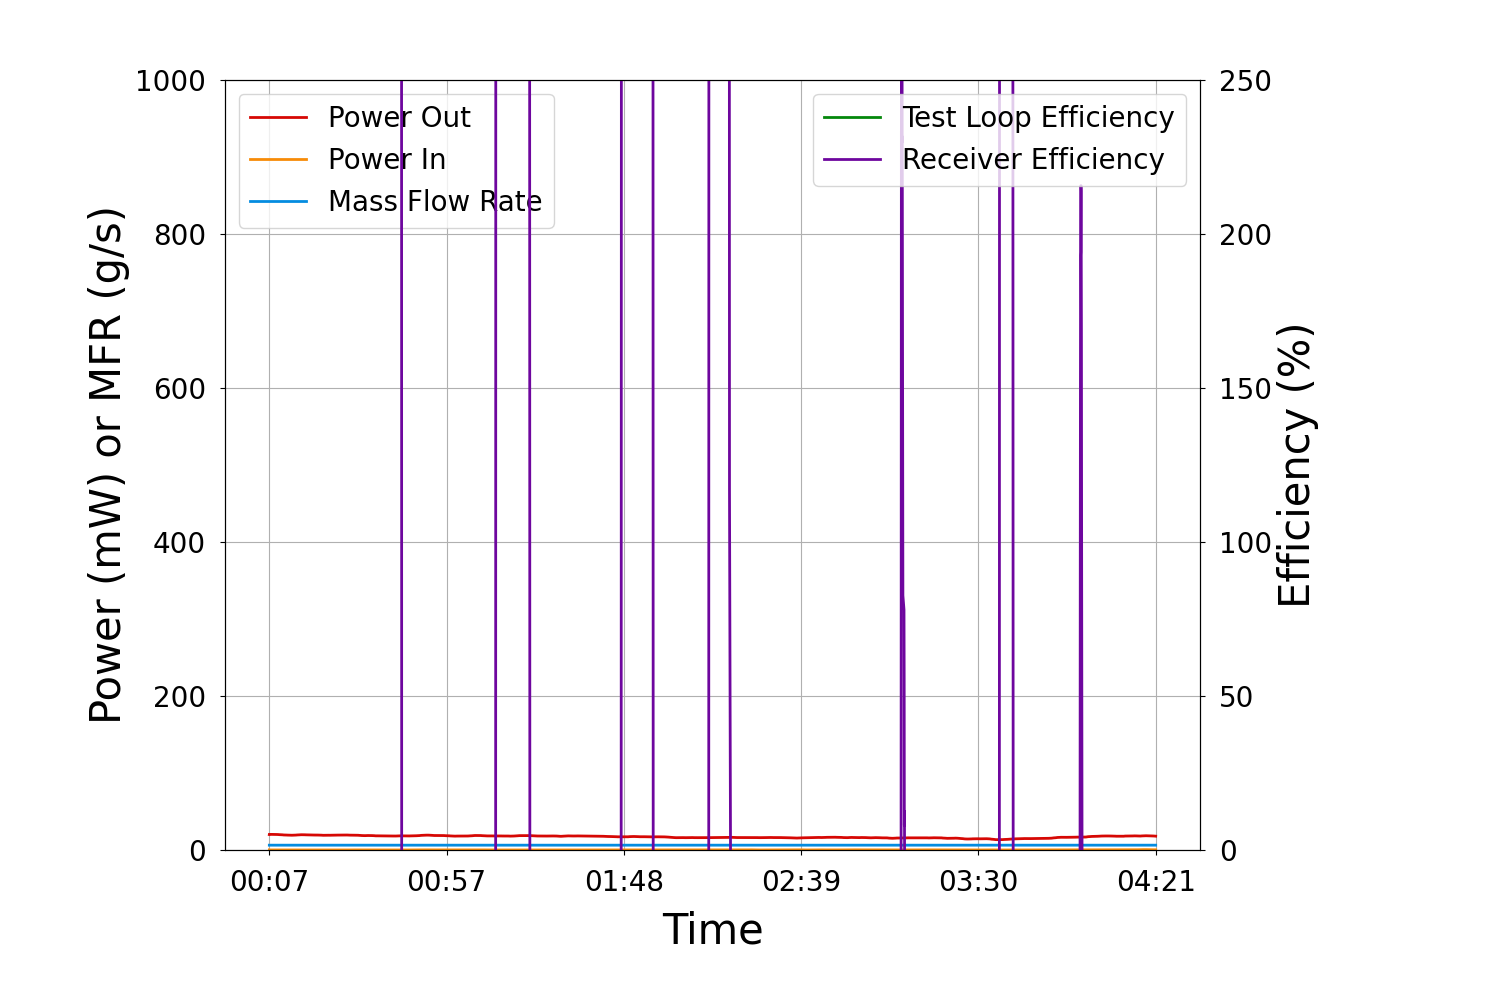 1000
800
600
400
200
0
Power (mW) or MFR (g/s)
Power Out
Power In
Mass Flow Rate
Test Loop Efficiency
Receiver Efficiency
250
200
150
100
50
0
Efficiency (%)
00:07 00:57 01:48 02:39 03:30 04:21
Time